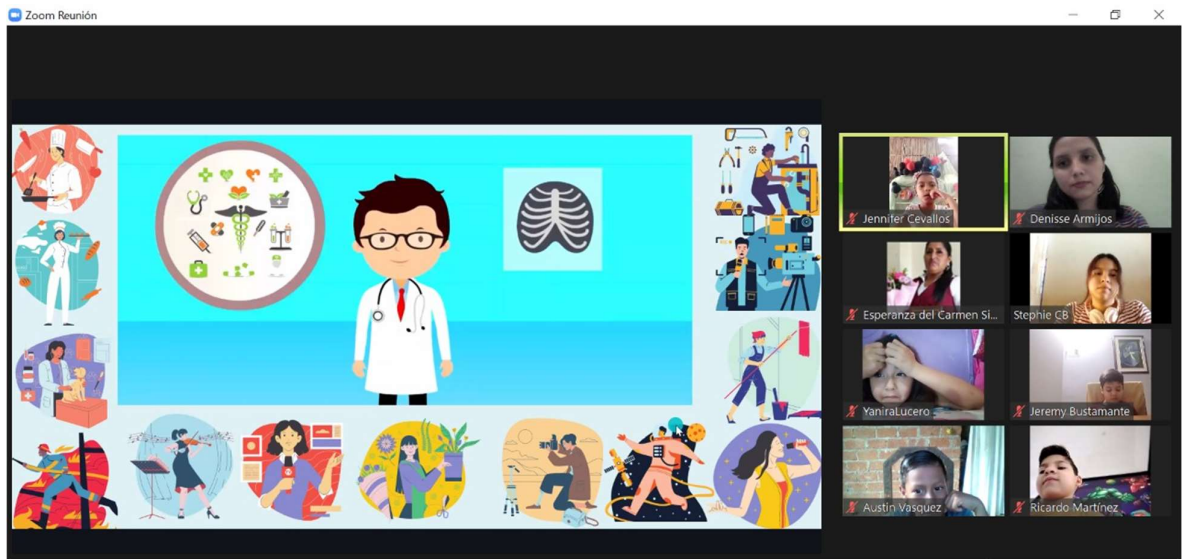 Zoom Reunión
Jennifer Cevallos
Denisse Armijos
Esperanza del Carmen Si...
Stephie CB
YaniraLucero
Jeremy Bustamante
Austin Vasquez
Ricardo Martínez